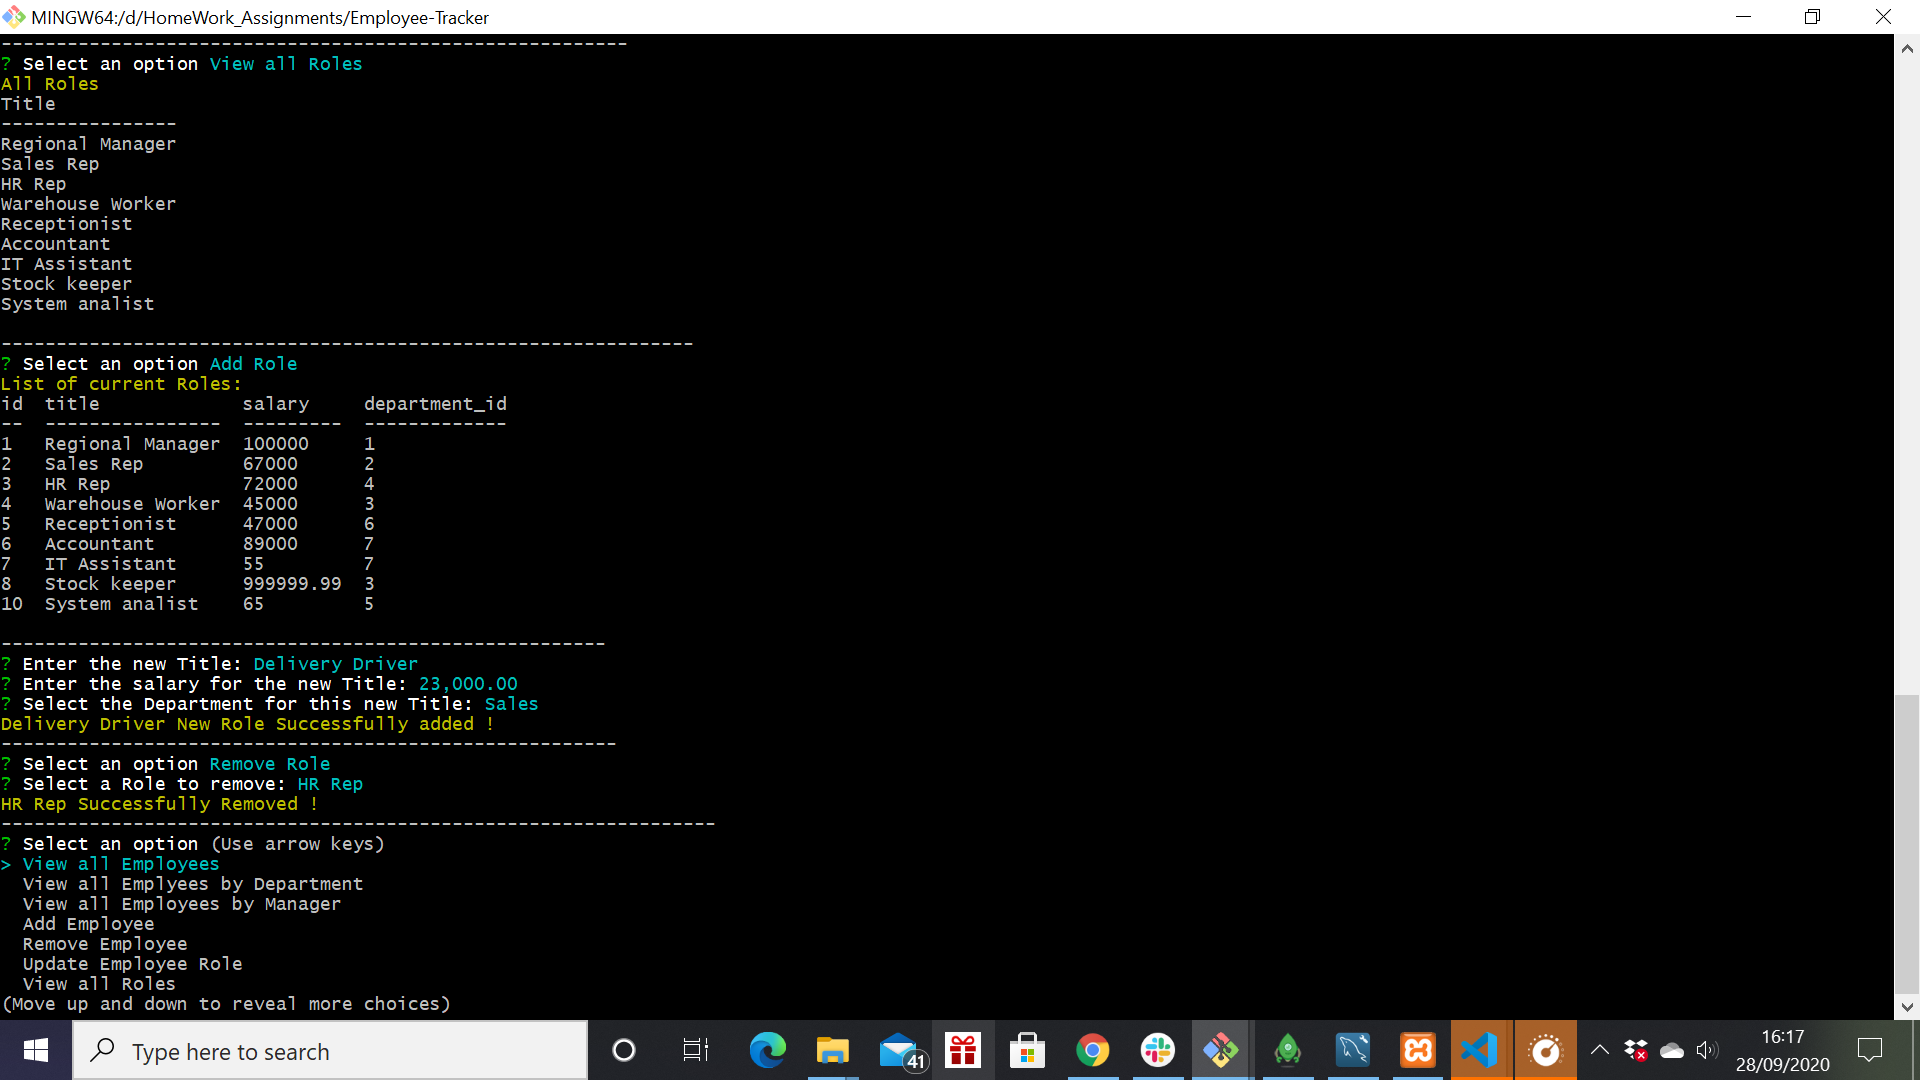 MINGW64:/d/HomeWork_Assignments/Employee-Tracker
---------------------------------------------------------
? Select an option View all Roles
All Roles
Title
----------------
Regional Manager
Sales Rep
HR Rep
Warehouse Worker
Receptionist
Accountant
IT Assistant
Stock keeper
System analist
---------------------------------------------------------------
? Select an option Add Role
List of current Roles:
id  title             salary     department_id
--  ----------------  ---------  -------------
1   Regional Manager  100000     1
2   Sales Rep         67000      2
3   HR Rep            72000      4
4   Warehouse Worker  45000      3
5   Receptionist      47000      6
6   Accountant        89000      7
7   IT Assistant      55         7
8   Stock keeper      999999.99  3
10  System analist    65         5
-------------------------------------------------------
? Enter the new Title: Delivery Driver
? Enter the salary for the new Title: 23,000.00
? Select the Department for this new Title: Sales
Delivery Driver New Role Successfully added !
--------------------------------------------------------
? Select an option Remove Role
? Select a Role to remove: HR Rep
HR Rep Successfully Removed !
-----------------------------------------------------------------
? Select an option (Use arrow keys)
> View all Employees
  View all Emplyees by Department
  View all Employees by Manager
  Add Employee
  Remove Employee
  Update Employee Role
  View all Roles
(Move up and down to reveal more choices)
Type here to search
41
16:17
28/09/2020